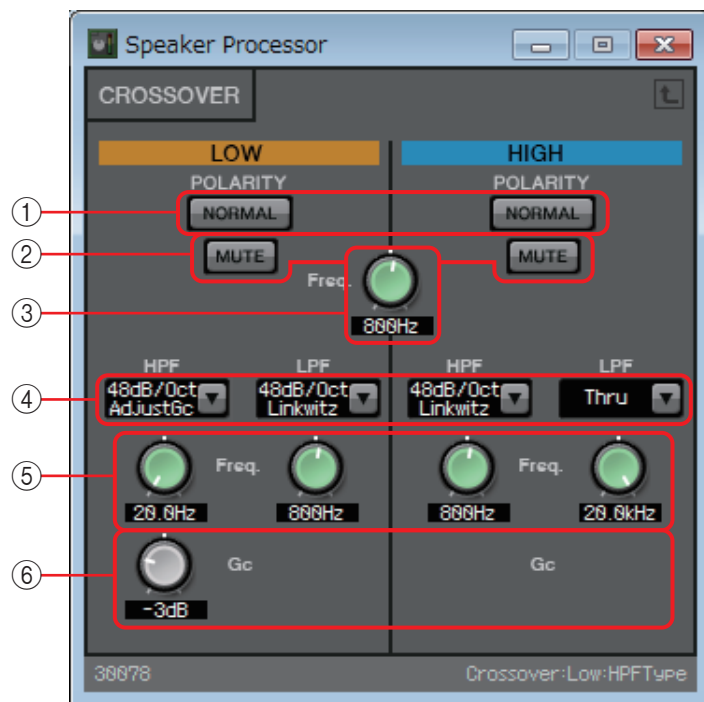 Speaker Processor
CROSSOVER
LOW
HIGH
POLARITY
POLARITY
① NORMAL NORMAL
② MUTE MUTE
③ Freq.
800Hz
HPF LPF HPF LPF
④ 48dB/Oct 48dB/Oct 48dB/Oct Thru
AdjustGc Linkwitz Linkwitz
⑤ Freq. Freq.
20.0Hz 800Hz 800Hz 20.0kHz
⑥ Gc Gc
-3dB
30078 Crossover:Low:HPFType